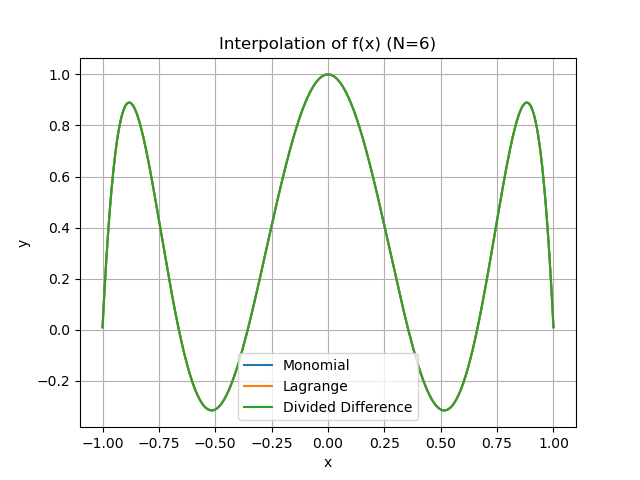 Interpolation of f(x) (N=6)
1.0
0.8
0.6
0.4
0.2
0.0
−0.2
y
Monomial
Lagrange
Divided Difference
−1.00 −0.75 −0.50 −0.25 0.00 0.25 0.50 0.75 1.00
x